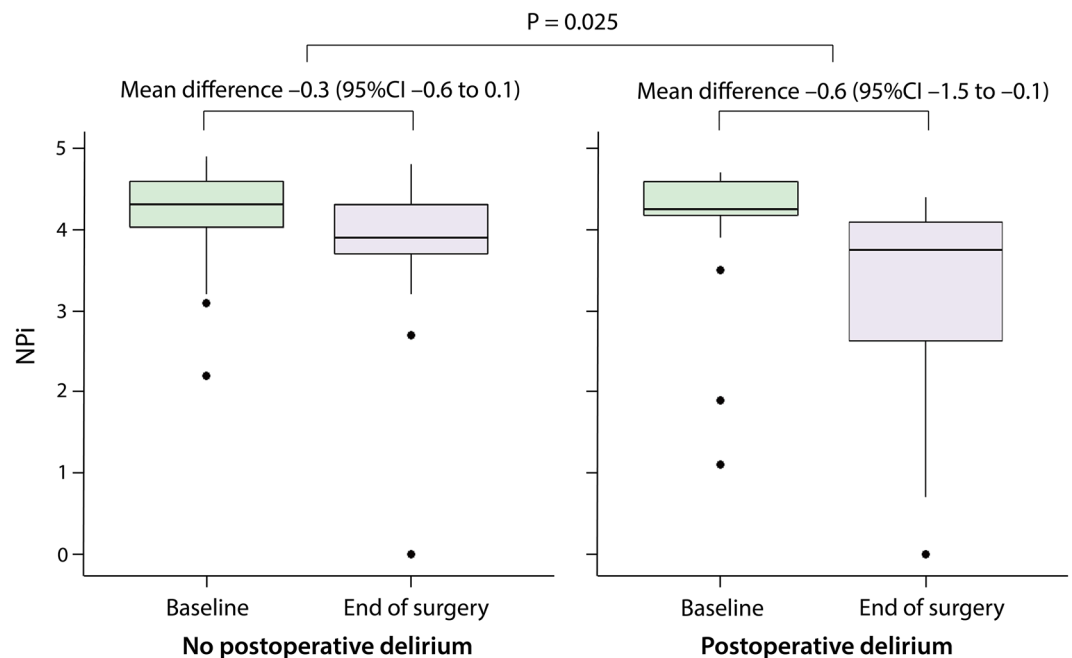 P = 0.025
Mean difference –0.3 (95%CI –0.6 to 0.1)
Mean difference –0.6 (95%CI –1.5 to –0.1)
NPi
5
4
3
2
1
0
Baseline
End of surgery
Baseline
End of surgery
No postoperative delirium
Postoperative delirium